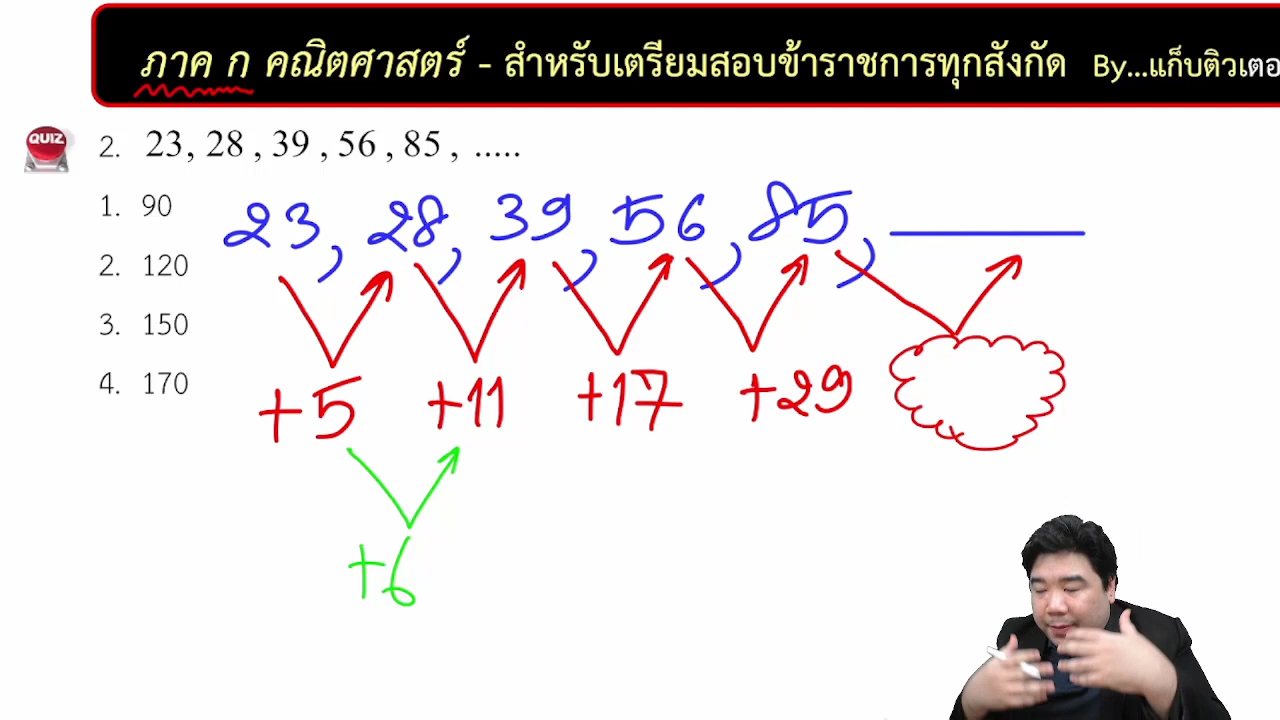 ภาค ก คณิตศาสตร์ - สำหรับเตรียมสอบข้าราชการทุกสังกัด By...แก็บติวเตอ
QUIZ
2. 23, 28 , 39 , 56 , 85 , .....
1. 90
23, 28, 39, 56, 85,
2. 120
3. 150
4. 170
+5 +11 +17 +29
+6